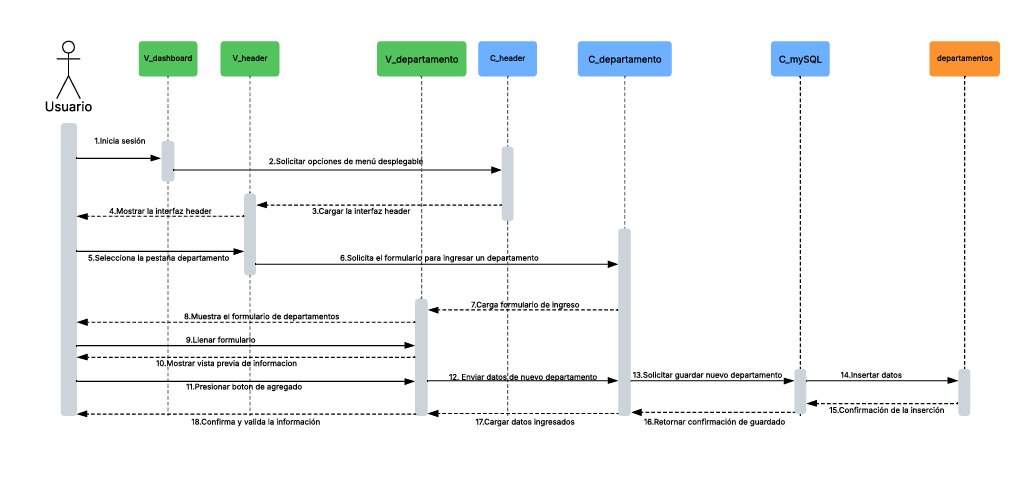 V_dashboard
V_header
V_departamento
C_header
C_departamento
C_mySQL
departamentos
Usuario
1.Inicia sesión
2.Solicitar opciones de menú desplegable
3.Cargar la interfaz header
4.Mostrar la interfaz header
5.Selecciona la pestaña departamento
6.Solicita el formulario para ingresar un departamento
7.Carga formulario de ingreso
8.Muestra el formulario de departamentos
9.Llenar formulario
10.Mostrar vista previa de informacion
11.Presionar boton de agregado
12. Enviar datos de nuevo departamento
13.Solicitar guardar nuevo departamento
14.Insertar datos
15.Confirmación de la inserción
16.Retornar confirmación de guardado
17.Cargar datos ingresados
18.Confirma y valida la información